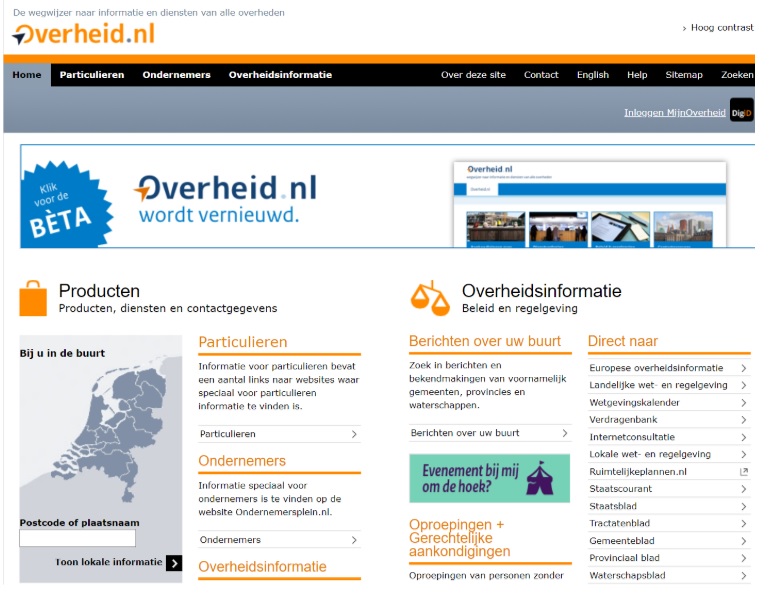 De wegwijzer naar informatie en diensten van alle overheden
Overheid.nl
Hoog contrast
Home Particulieren Ondernemers Overheidsinformatie Over deze site Contact English Help Sitemap Zoeken
Inloggen MijnOverheid DigiD
Klik
voor de
BÈTA
Overheid.nl
wordt vernieuwd.
Overheid.nl
Producten
Producten, diensten en contactgegevens
Bij u in de buurt
Postcode of plaatsnaam
Toon lokale informatie
Particulieren
Informatie voor particulieren bevat
een aantal links naar websites waar
speciaal voor particulieren
informatie te vinden is.
Particulieren
Ondernemers
Informatie speciaal voor
ondernemers is te vinden op de
website Ondernemersplein.nl.
Ondernemers
Overheidsinformatie
Overheidsinformatie
Beleid en regelgeving
Berichten over uw buurt
Zoek in berichten en
bekendmakingen van voornamelijk
gemeenten, provincies en
waterschappen.
Berichten over uw buurt
Evenement bij mij
om de hoek?
Oproepingen +
Gerechtelijke
aankondigingen
Oproepingen van personen zonder
Direct naar
Europese overheidsinformatie
Landelijke wet- en regelgeving
Wetgevingskalender
Verdragenbank
Internetconsultatie
Lokale wet- en regelgeving
Ruimtelijkeplannen.nl
Staatscourant
Staatsblad
Tractatenblad
Gemeenteblad
Provinciaal blad
Waterschapsblad